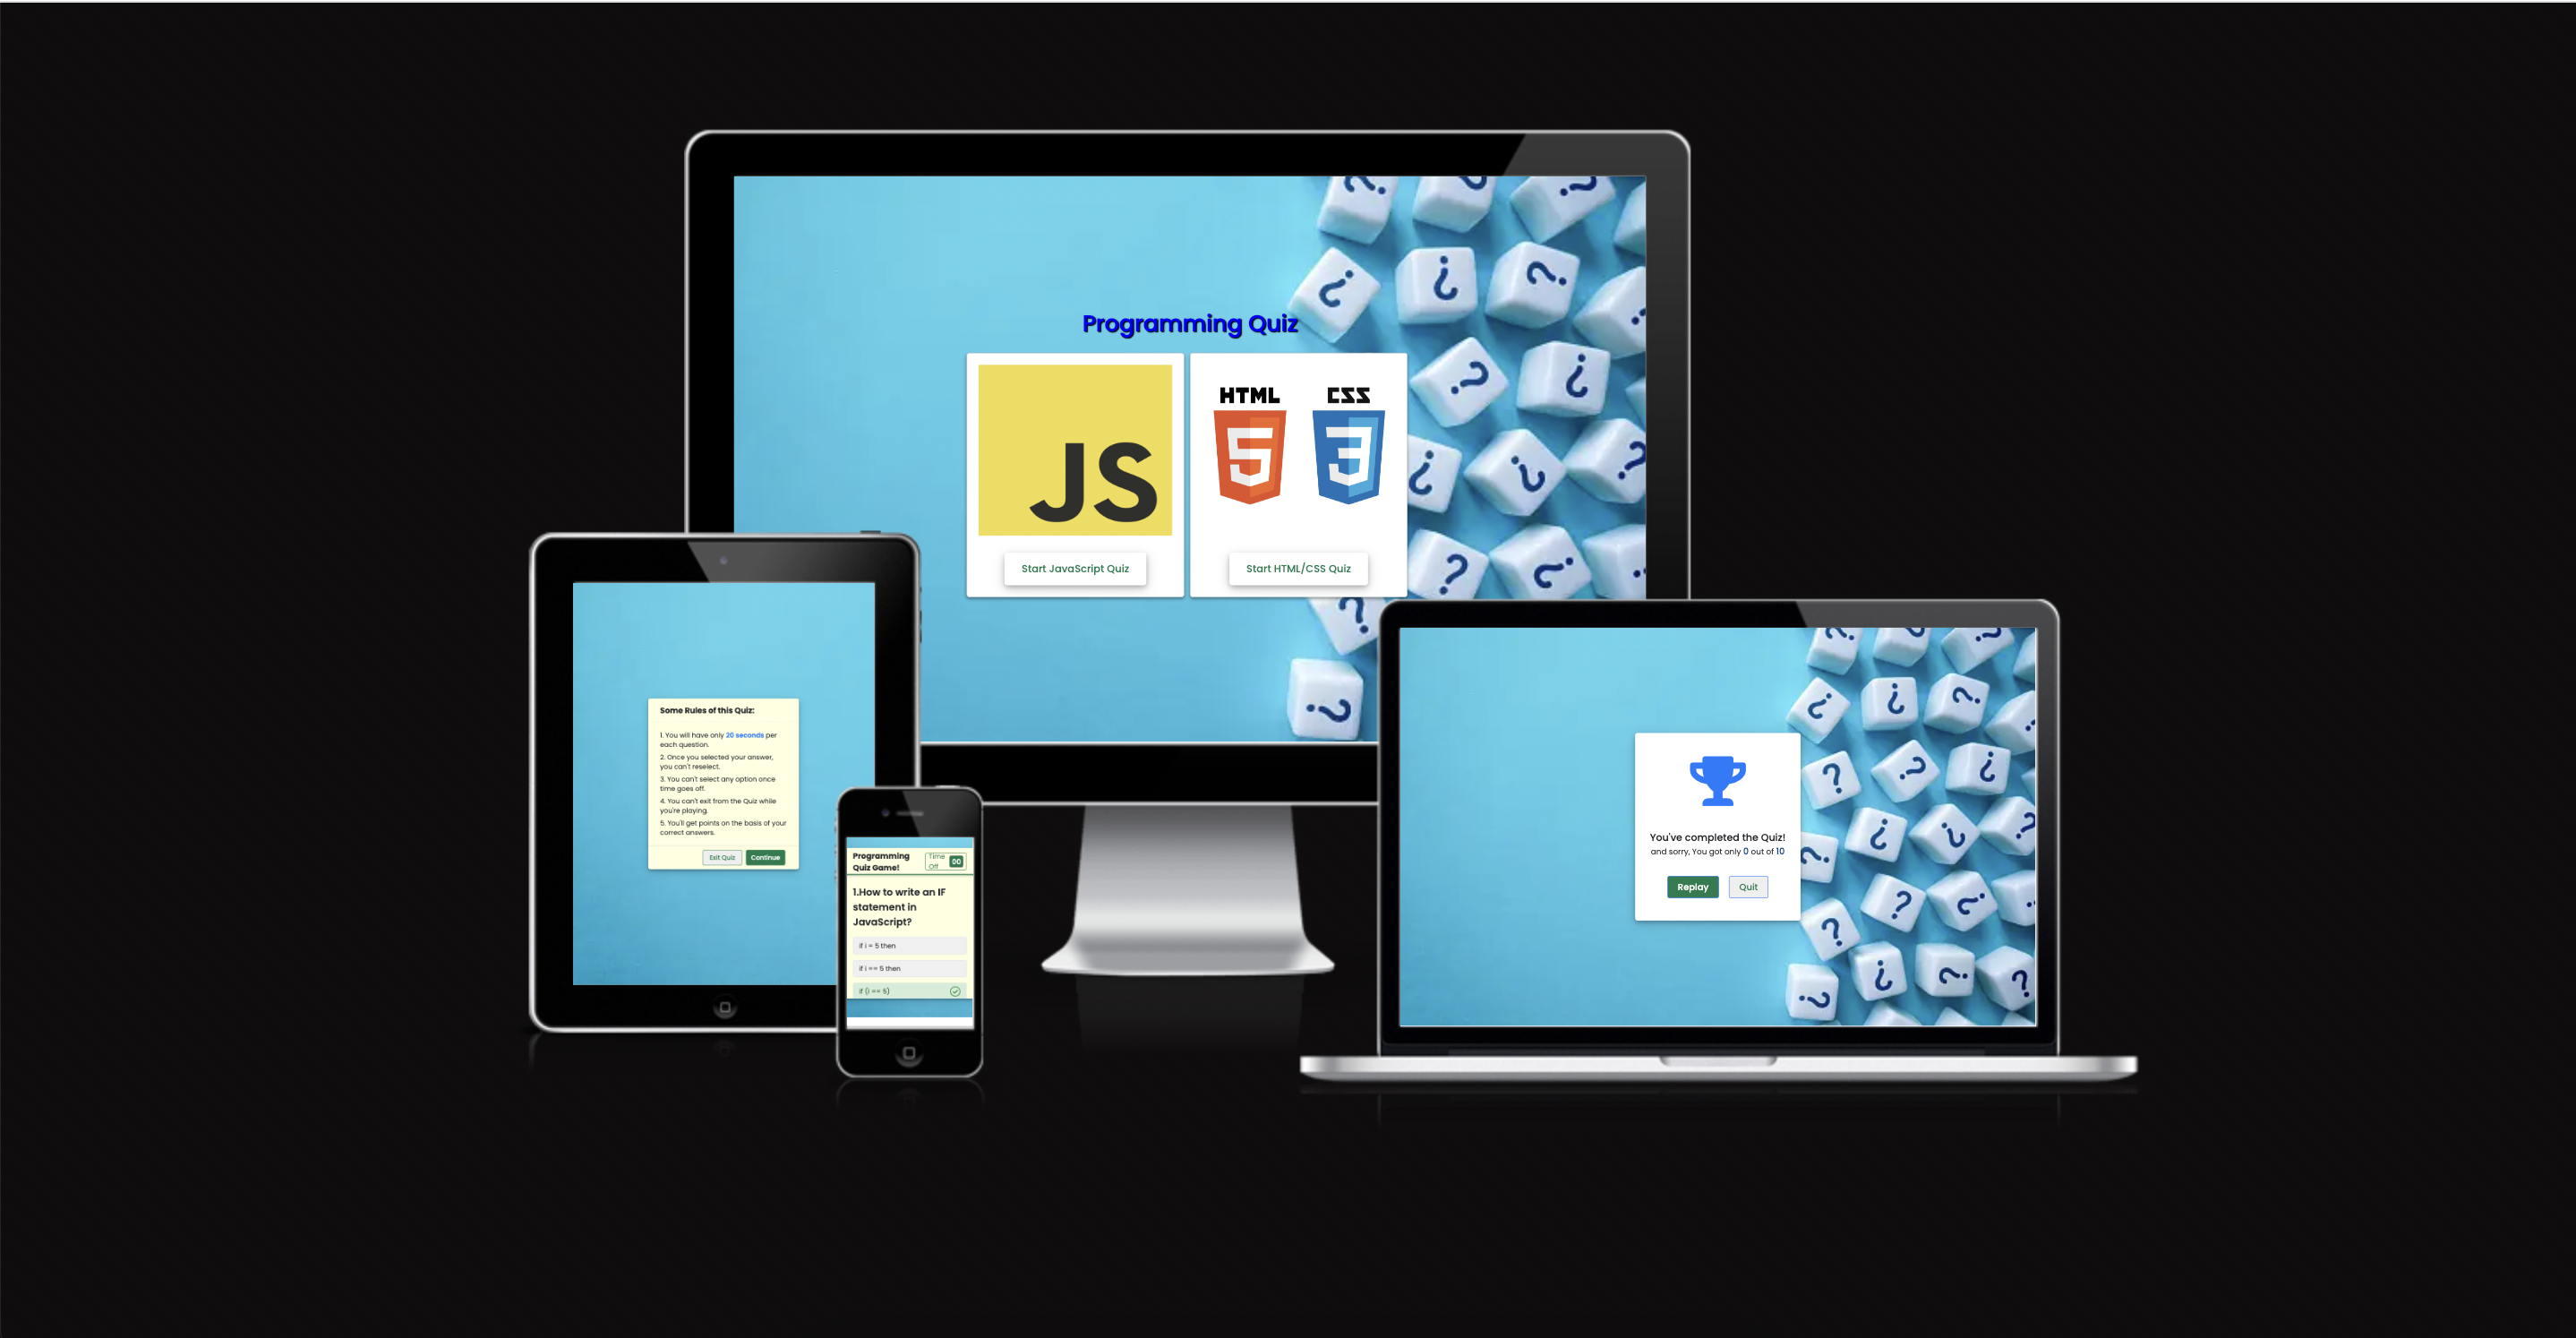 Programming Quiz
JS
HTML CSS
5 3
Start JavaScript Quiz
Start HTML/CSS Quiz
Some Rules of this Quiz:
1. You will have only 20 seconds per
each question.
2. Once you selected your answer,
you can't reselect.
3. You can't select any option once
time goes off.
4. You can't exit from the Quiz while
you're playing.
5. You'll get points on the basis of your
correct answers.
Exit Quiz Continue
Programming
Quiz Game!
Time
Off 00
1.How to write an IF
statement in
JavaScript?
if i = 5 then
if i == 5 then
if (i == 5)
You've completed the Quiz!
and sorry, You got only 0 out of 10
Replay Quit